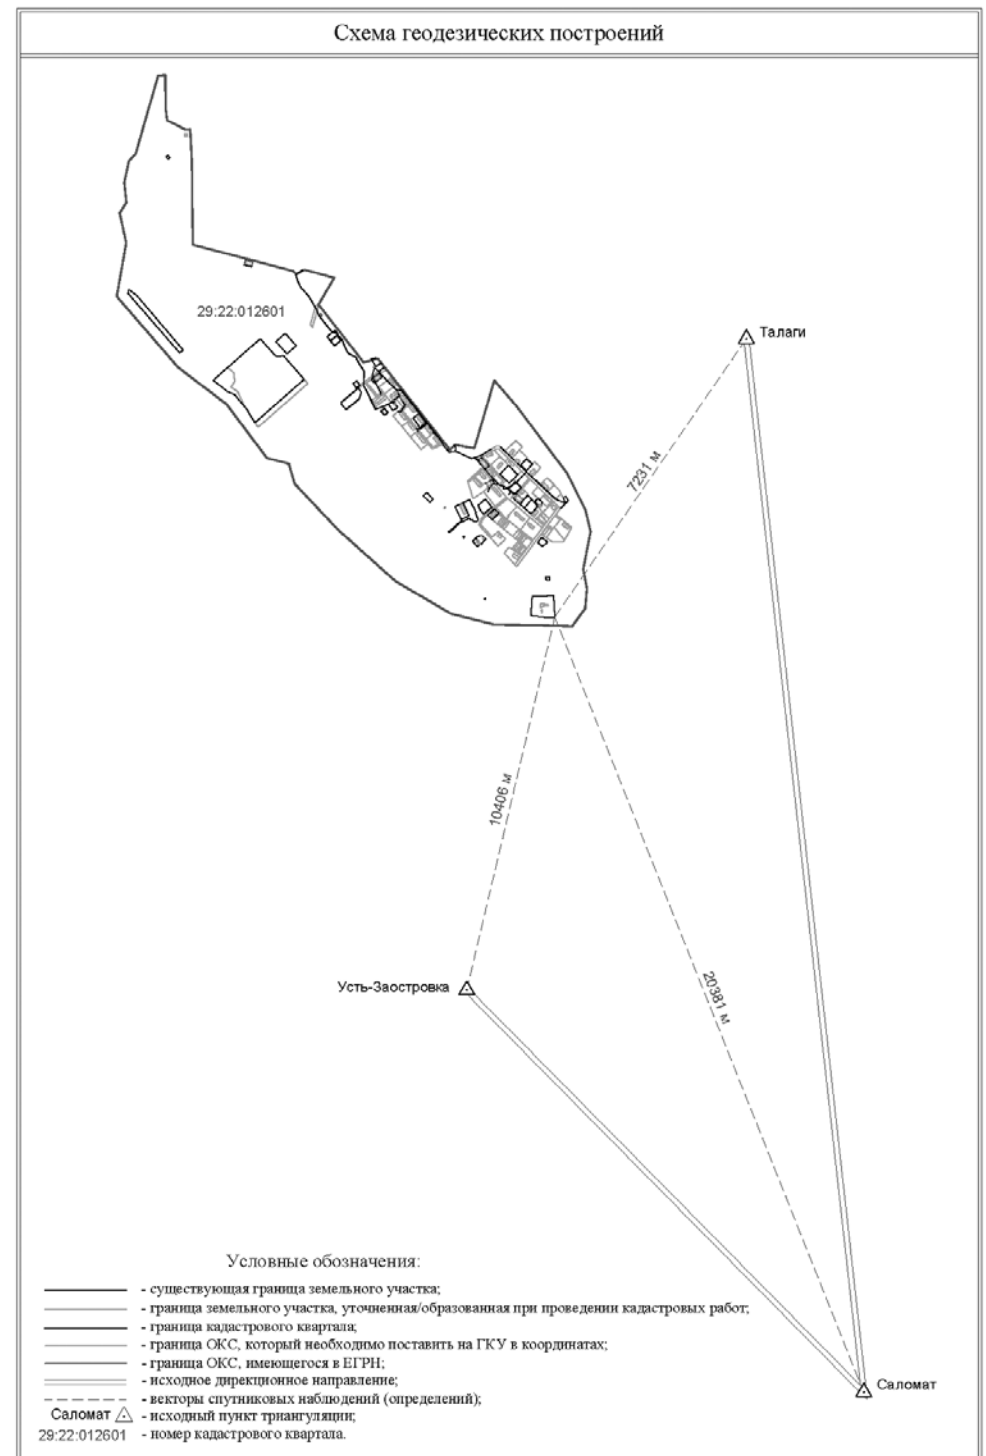 Схема геодезических построений
29:22:012601
Талаги
7231 м
10406 м
Усть-Заостровка
20381 м
Саломат
Условные обозначения:
- существующая граница земельного участка;
- граница земельного участка, уточненная/образованная при проведении кадастровых работ;
- граница кадастрового квартала;
- граница ОКС, который необходимо поставить на ГКУ в координатах;
- граница ОКС, имеющегося в ЕГРН;
- исходное дирекционное направление;
- векторы спутниковых наблюдений (определений);
Саломат - исходный пункт триангуляции;
29:22:012601 - номер кадастрового квартала.